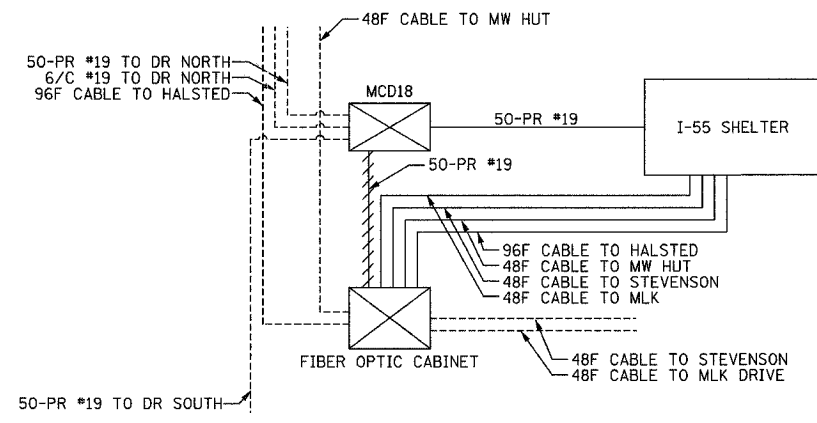 48F CABLE TO MW HUT
50-PR #19 TO DR NORTH
6/C #19 TO DR NORTH
96F CABLE TO HALSTED
MCD18
50-PR #19
I-55 SHELTER
50-PR #19
96F CABLE TO HALSTED
48F CABLE TO MW HUT
48F CABLE TO STEVENSON
48F CABLE TO MLK
FIBER OPTIC CABINET
48F CABLE TO STEVENSON
48F CABLE TO MLK DRIVE
50-PR #19 TO DR SOUTH